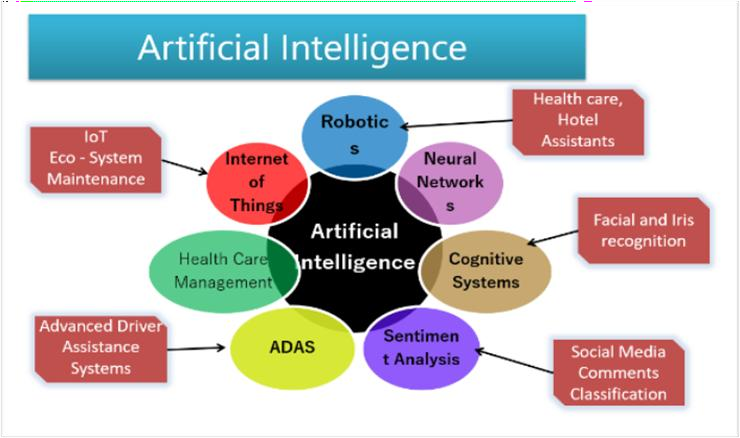 Artificial Intelligence
Robotic
s
Health care,
Hotel
Assistants
IoT
Eco - System
Maintenance
Internet
of
Things
Neural
Network
s
Artificial
Intelligence
Facial and Iris
recognition
Health Care
Management
Cognitive
Systems
Advanced Driver
Assistance
Systems
ADAS
Sentimen
t Analysis
Social Media
Comments
Classification